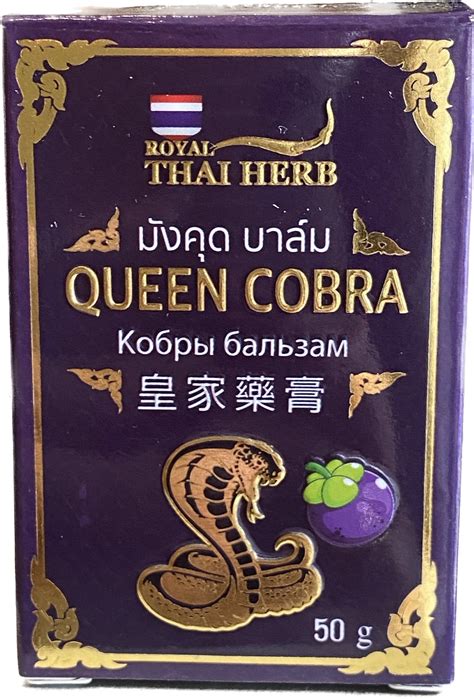 ROYAL
THAI HERB
มังคุด บาล์ม
QUEEN COBRA
Кобры бальзам
皇家藥膏
50 g